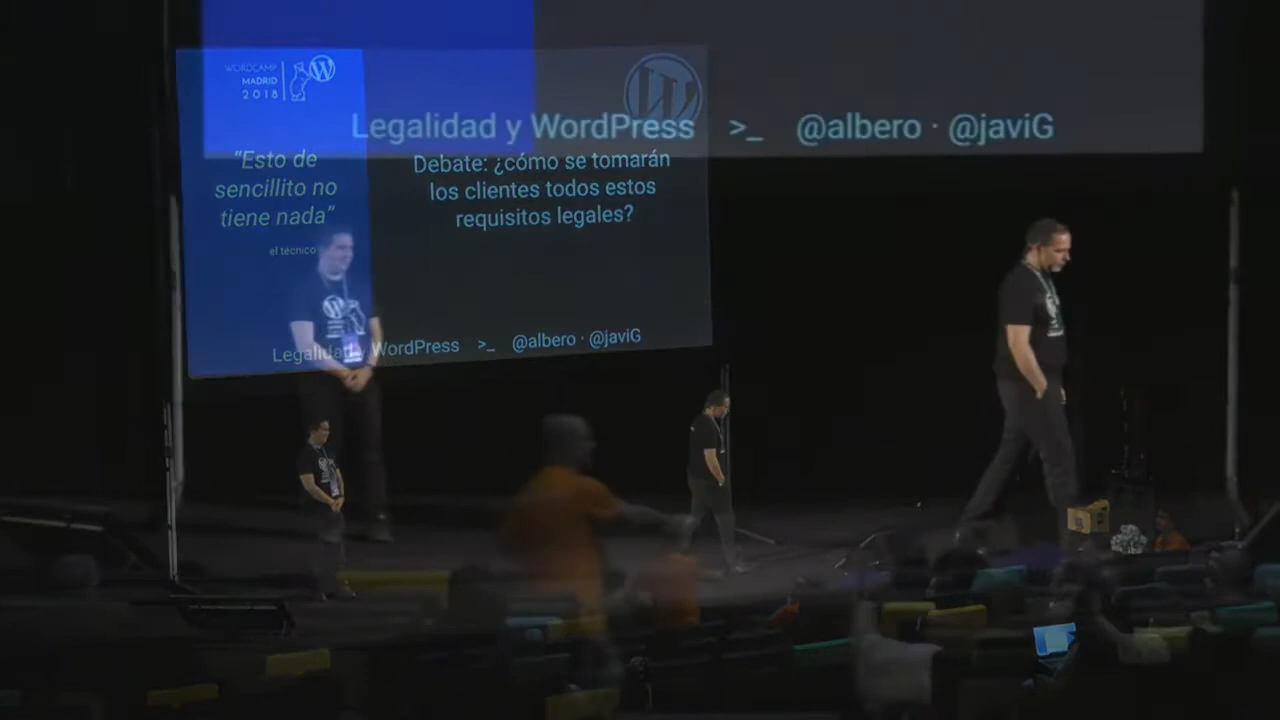 WORDCAMP
MADRID
2018
Legalidad y WordPress >_ @albero · @javiG
“Esto de
sencillito no
tiene nada”
el técnico
Debate: ¿cómo se tomarán
los clientes todos estos
requisitos legales?
Legalidad y WordPress >_ @albero · @javiG